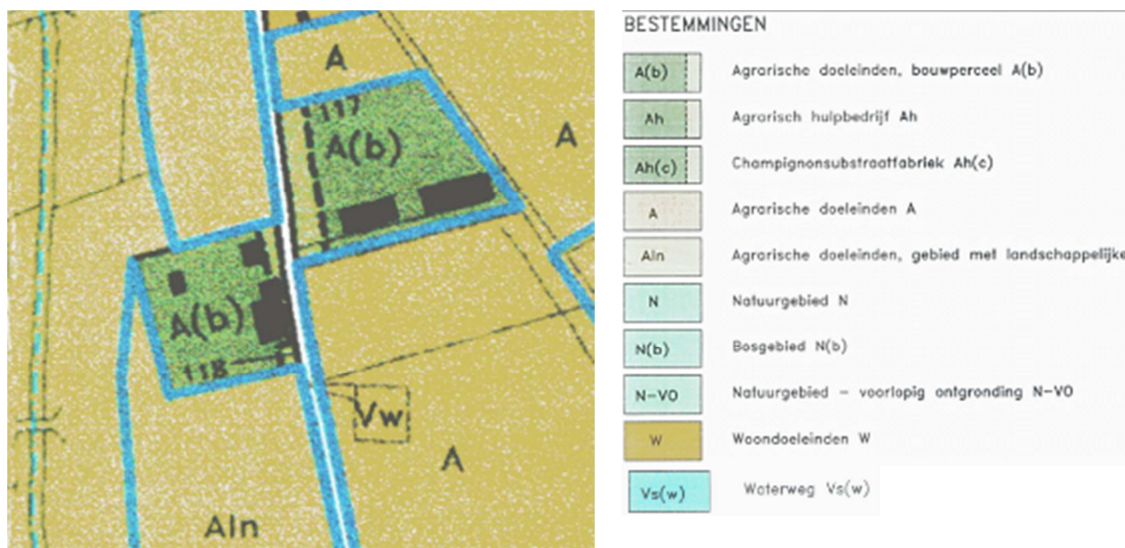 A
117
A(b)
A
A(b)
118
Vw
A
Aln
BESTEMMINGEN
A(b) Agrarische doeleinden, bouwperceel A(b)
Ah Agrarisch hulpbedrijf Ah
Ah(c) Champignonsubstraatfabriek Ah(c)
A Agrarische doeleinden A
Aln Agrarische doeleinden, gebied met landschappelijke
N Natuurgebied N
N(b) Bosgebied N(b)
N-VO Natuurgebied – voorlopig ontgronding N-VO
W Woondoeleinden W
Vs(w) Waterweg Vs(w)